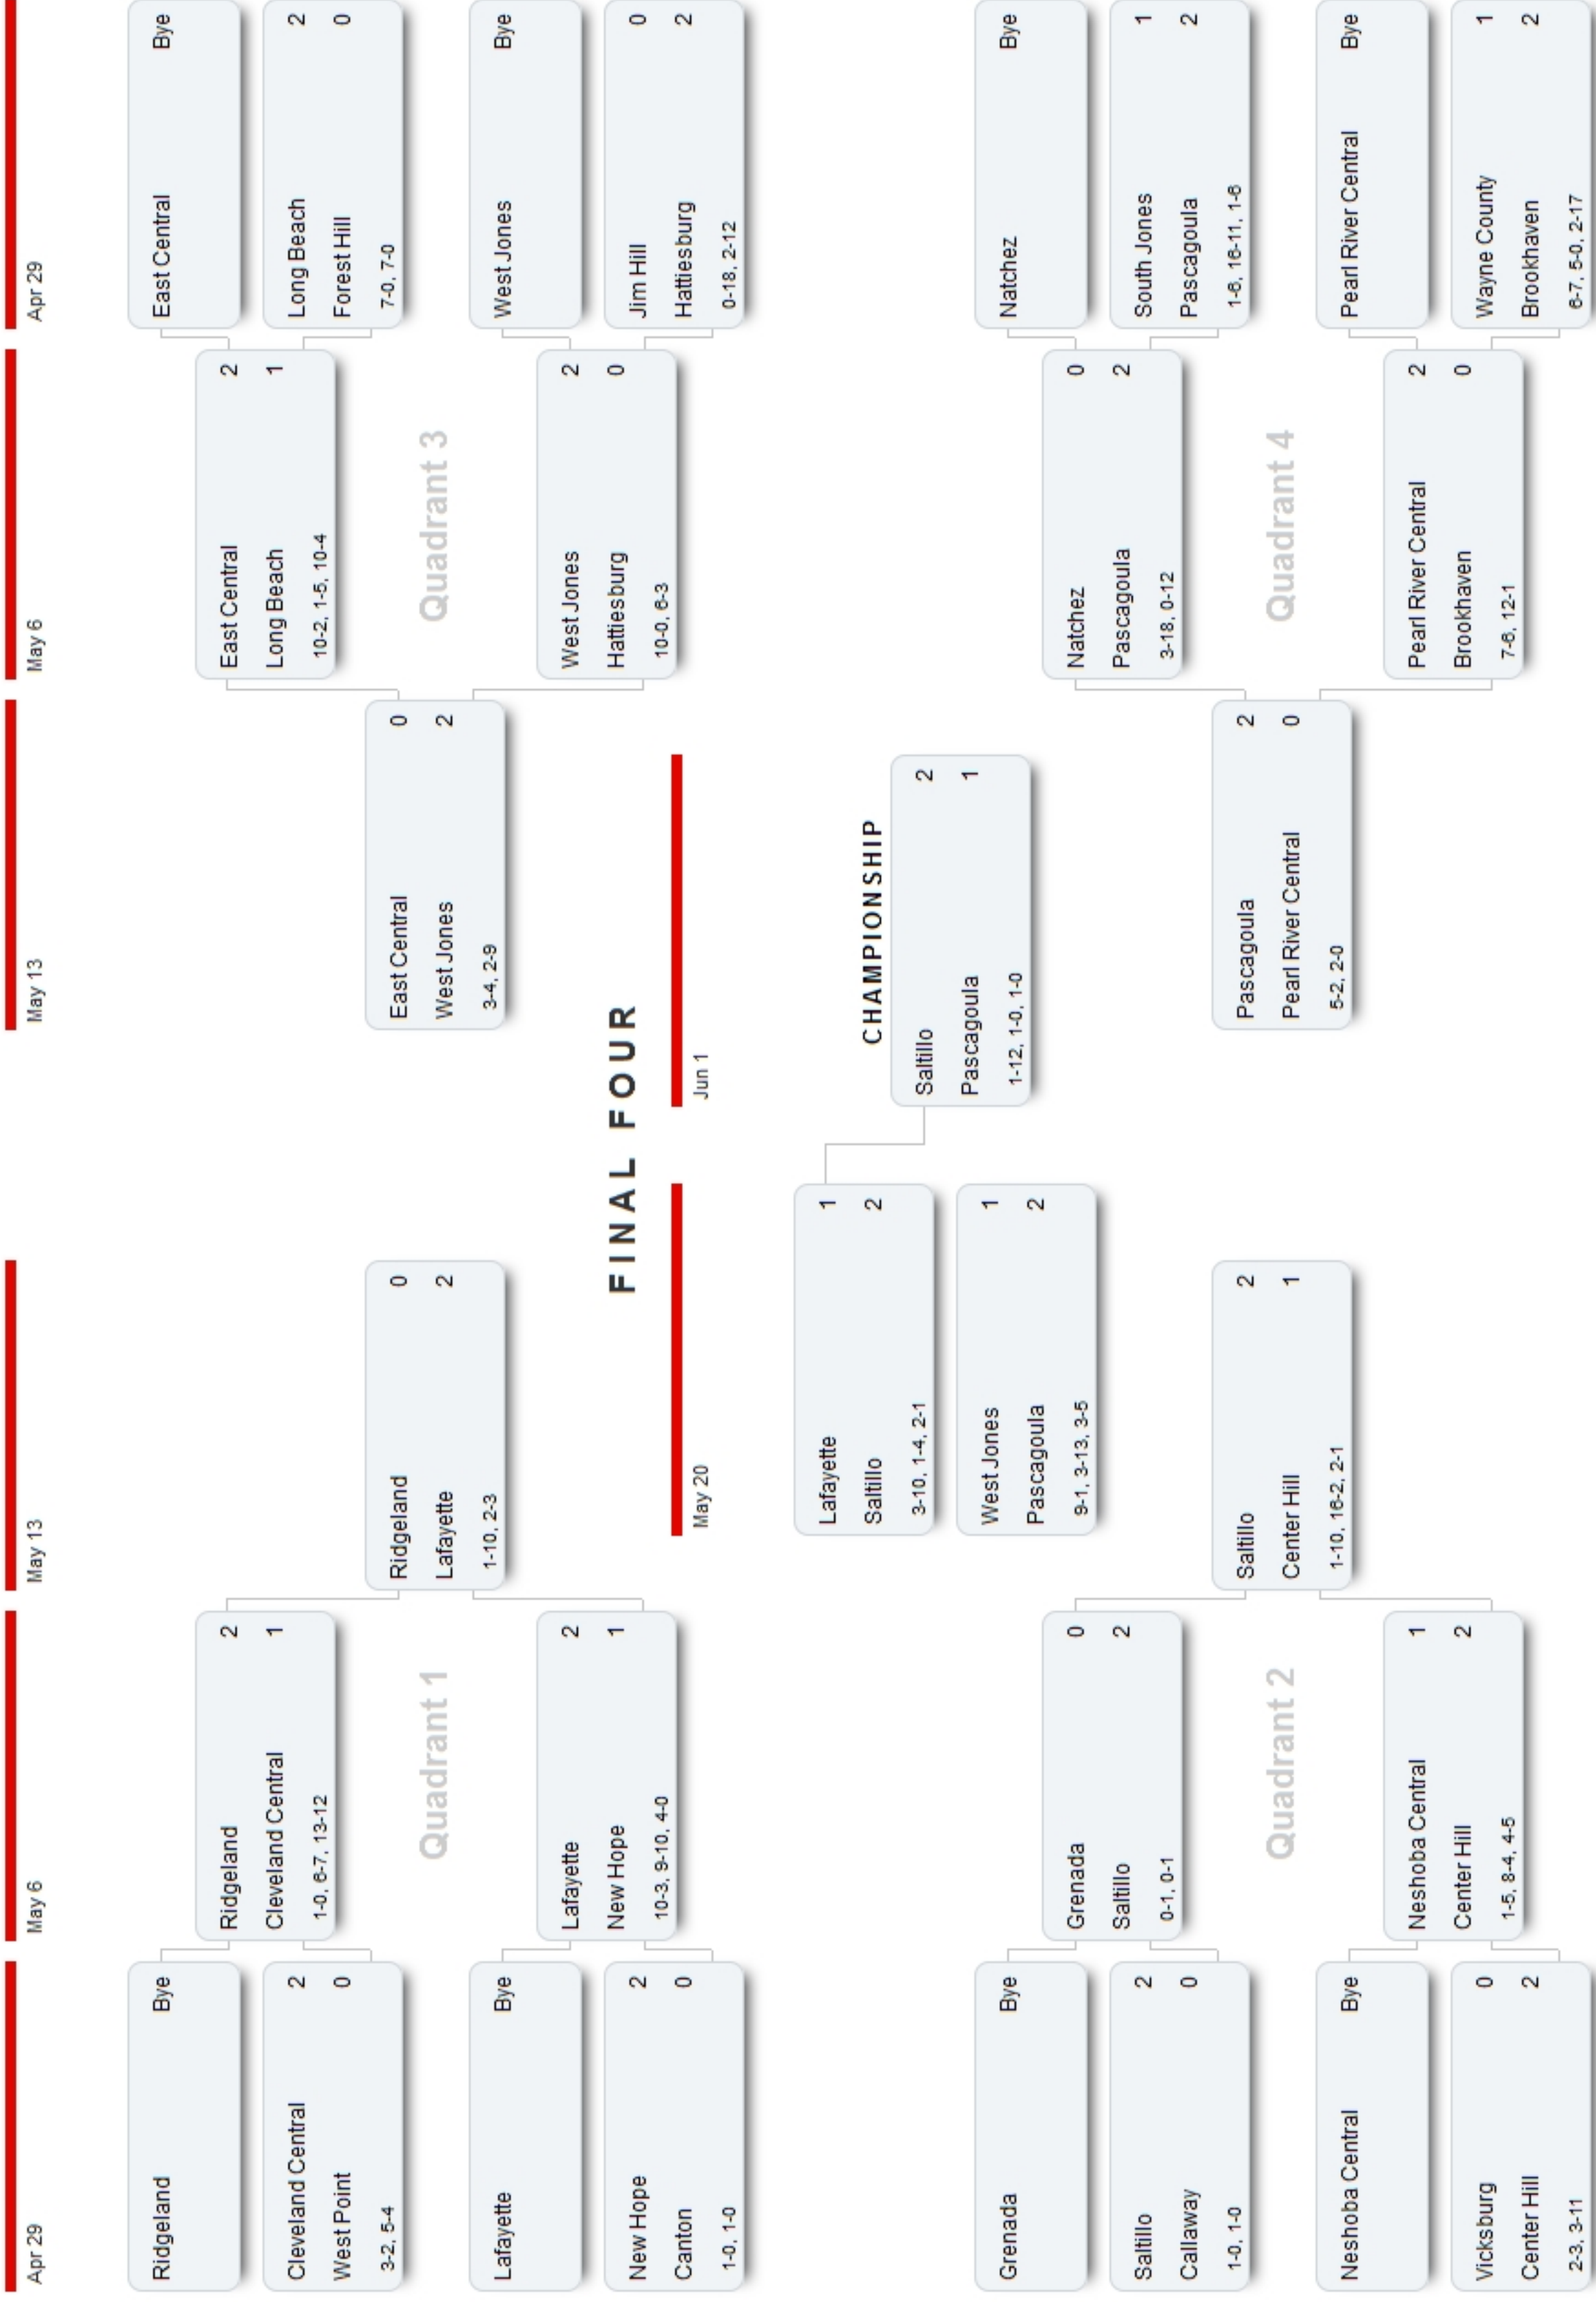 Apr 29
May 6
May 13
May 13
May 6
Apr 29
Ridgeland Bye
Cleveland Central 2
West Point 0
3-2, 5-4
Lafayette Bye
New Hope 2
Canton 0
1-0, 1-0
Ridgeland 2
Cleveland Central 1
1-0, 6-7, 13-12
Quadrant 1
Lafayette 2
New Hope 1
10-3, 9-10, 4-0
Ridgeland 0
Lafayette 2
1-10, 2-3
East Central 0
West Jones 2
3-4, 2-9
East Central 2
Long Beach 1
10-2, 1-5, 10-4
Quadrant 3
West Jones 2
Hattiesburg 0
10-0, 6-3
East Central Bye
Long Beach 2
Forest Hill 0
7-0, 7-0
West Jones Bye
Jim Hill 0
Hattiesburg 2
0-18, 2-12
FINAL FOUR
May 20
Jun 1
Lafayette 1
Saltillo 2
3-10, 1-4, 2-1
West Jones 1
Pascagoula 2
9-1, 3-13, 3-5
CHAMPIONSHIP
Saltillo 2
Pascagoula 1
1-12, 1-0, 1-0
Grenada Bye
Saltillo 2
Callaway 0
1-0, 1-0
Neshoba Central Bye
Vicksburg 0
Center Hill 2
2-3, 3-11
Grenada 0
Saltillo 2
0-1, 0-1
Quadrant 2
Neshoba Central 1
Center Hill 2
1-5, 8-4, 4-5
Saltillo 2
Center Hill 1
1-10, 16-2, 2-1
Pascagoula 2
Pearl River Central 0
5-2, 2-0
Natchez 0
Pascagoula 2
3-18, 0-12
Quadrant 4
Pearl River Central 2
Brookhaven 0
7-6, 12-1
Natchez Bye
South Jones 1
Pascagoula 2
1-6, 16-11, 1-6
Pearl River Central Bye
Wayne County 1
Brookhaven 2
6-7, 5-0, 2-17